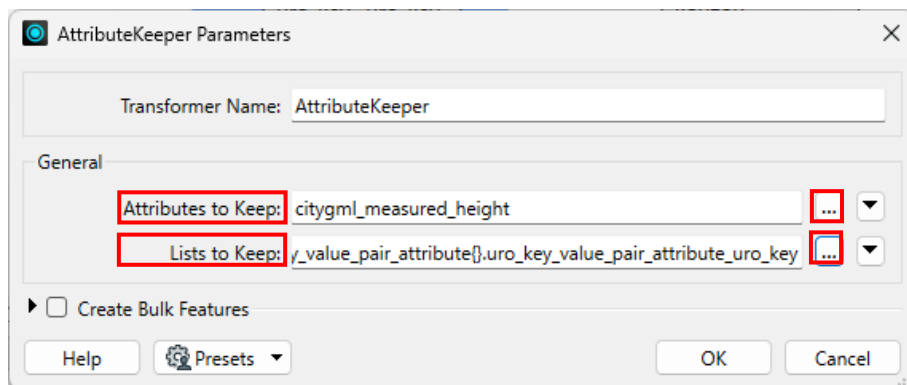 AttributeKeeper Parameters
Transformer Name: AttributeKeeper
General
Attributes to Keep: citygml_measured_height ...
Lists to Keep: y_value_pair_attribute{}.uro_key_value_pair_attribute_uro_key ...
Create Bulk Features
Help Presets OK Cancel